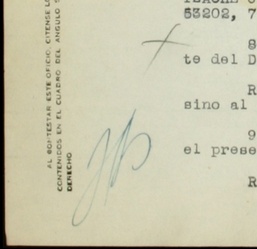 53202, 7
te del D
R
sino al
9
el prese
R
AL CONTESTAR ESTE OFICIO, CITENSE LO
CONTENIDOS EN EL CUADRO DEL ANGULO S
DERECHO